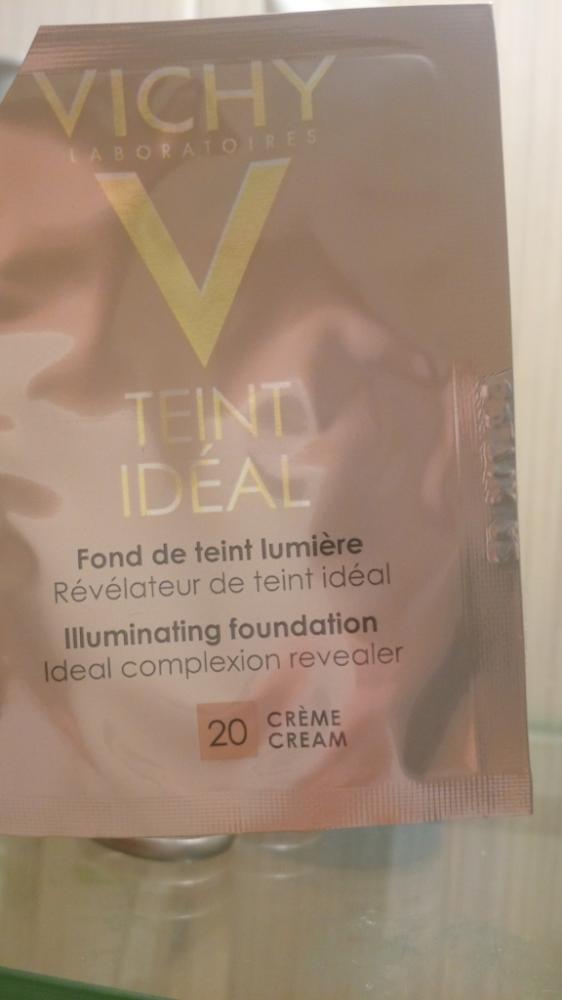 VICHY
LABORATOIRES
V
TEINT
IDÉAL
Fond de teint lumière
Révélateur de teint idéal
Illuminating foundation
Ideal complexion revealer
20 CRÈME
CREAM